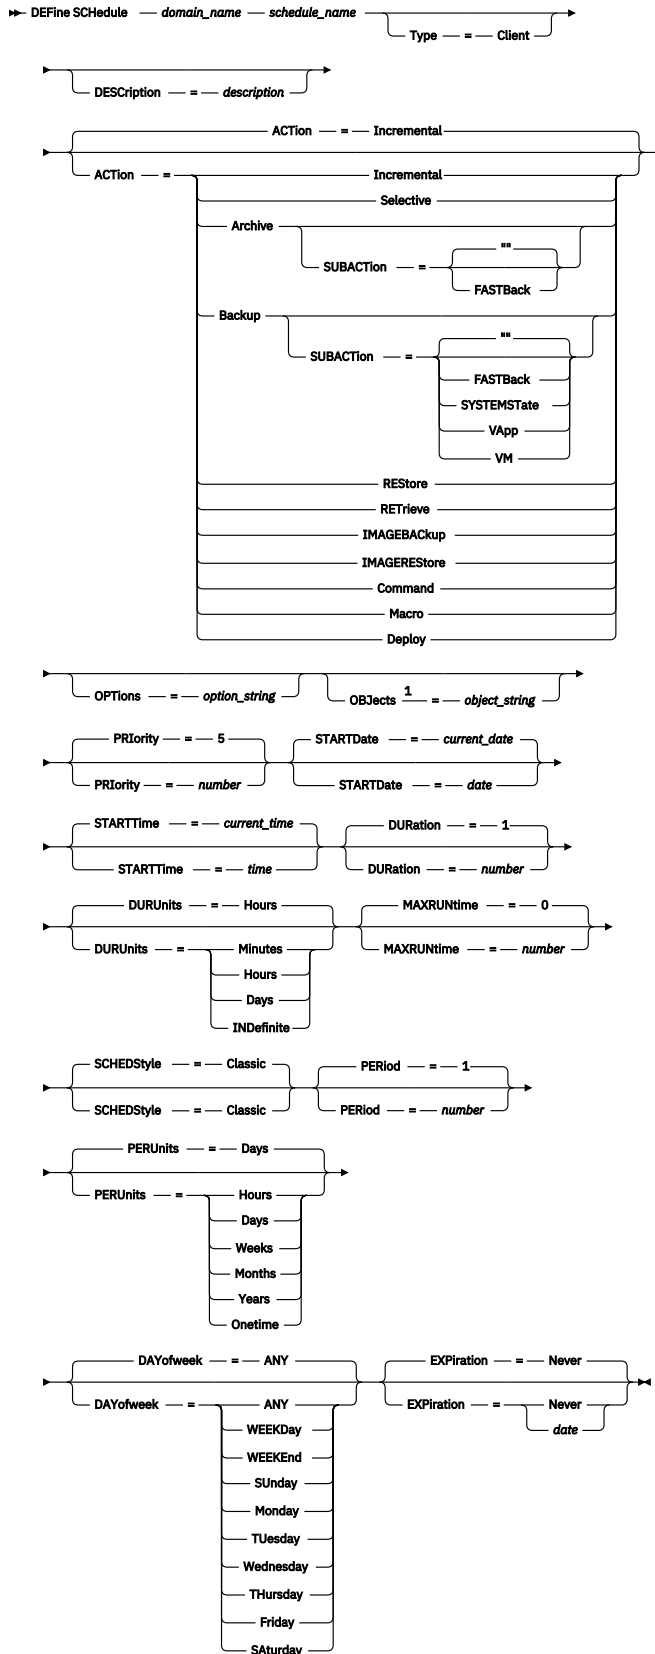 DEFine SCHedule — domain_name — schedule_name
Type — = — Client
DESCription — = — description
ACTion — = — Incremental
ACTion — = Incremental
Selective
Archive
""
SUBACTion — =
FASTBack
Backup
""
SUBACTion — =
FASTBack
SYSTEMSTate
VApp
VM
REStore
RETrieve
IMAGEBACkup
IMAGEREStore
Command
Macro
Deploy
OPTions — = — option_string OBJects 1 — = — object_string
PRIority — = — 5 STARTDate — = — current_date
PRIority — = — number STARTDate — = — date
STARTTime — = — current_time DURation — = — 1
STARTTime — = — time DURation — = — number
DURUnits — = — Hours MAXRUNtime — = — 0
DURUnits — = Minutes MAXRUNtime — = — number
Hours
Days
INDefinite
SCHEDStyle — = — Classic PERiod — = — 1
SCHEDStyle — = — Classic PERiod — = — number
PERUnits — = — Days
PERUnits — = Hours
Days
Weeks
Months
Years
Onetime
DAYofweek — = — ANY EXPiration — = — Never
DAYofweek — = ANY EXPiration — = Never
WEEKDay date
WEEKEnd
SUnday
Monday
TUesday
Wednesday
THursday
Friday
SAturday